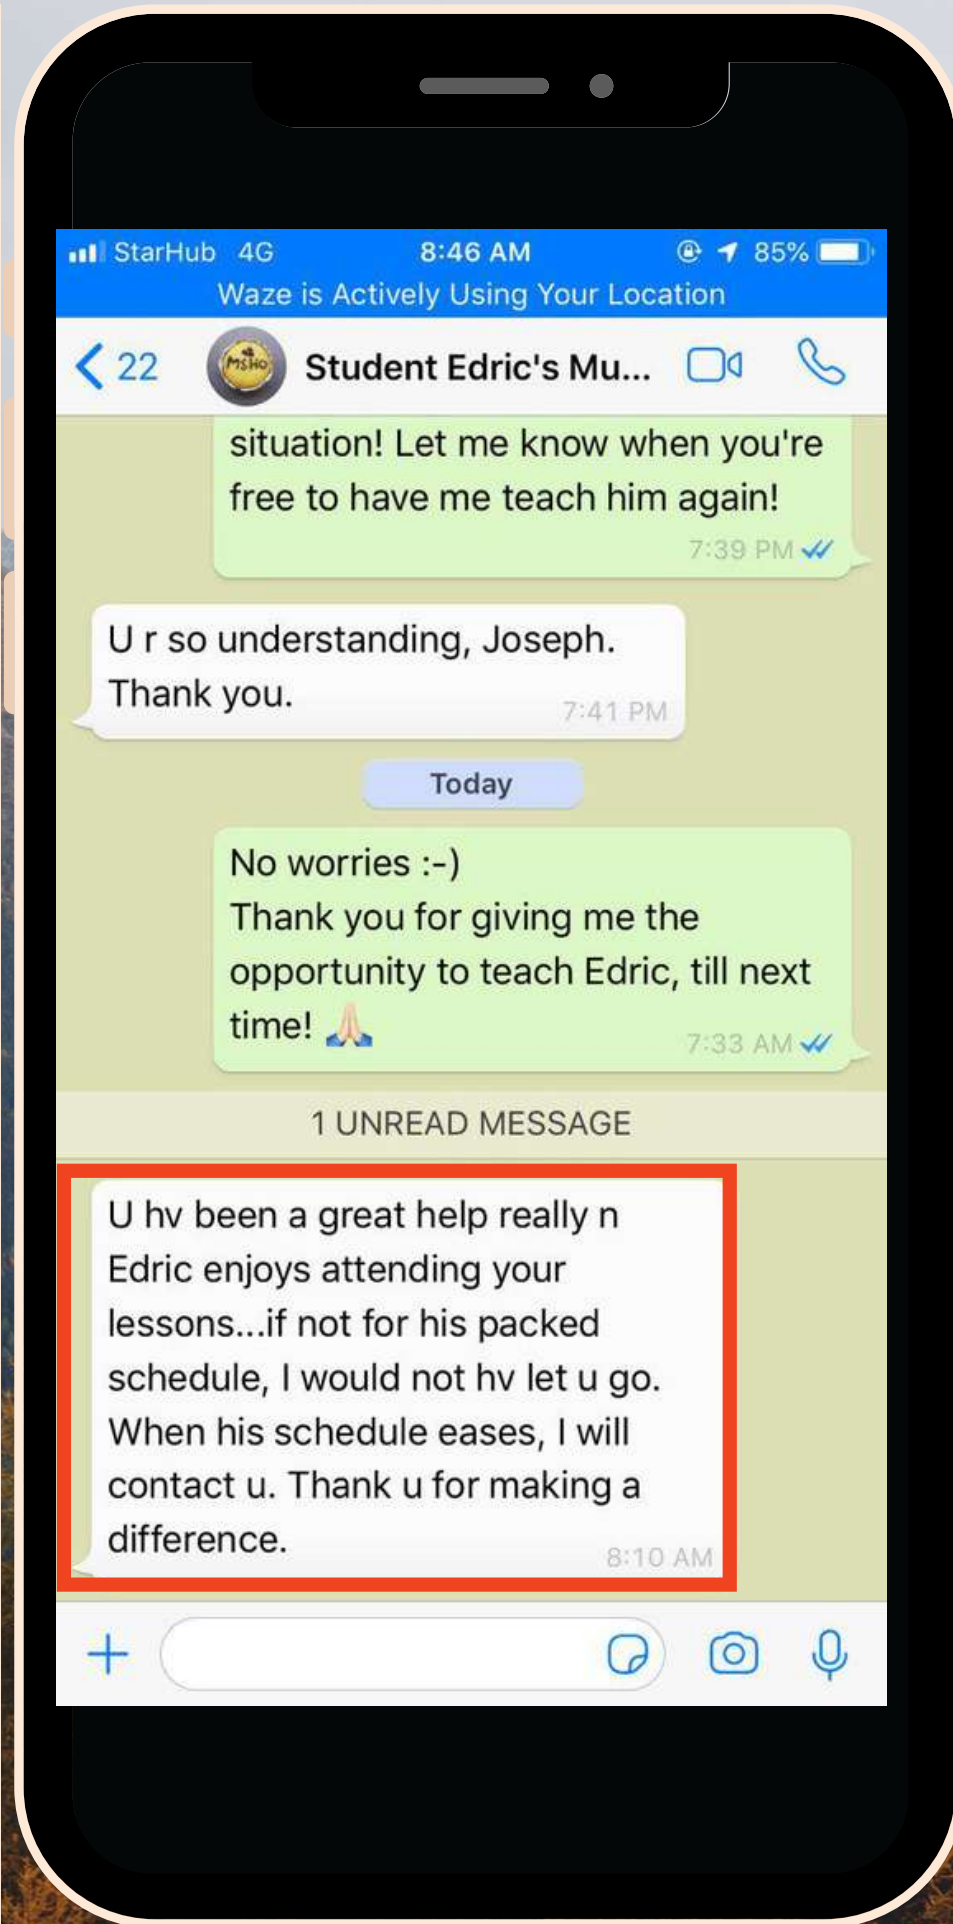 StarHub 4G 8:46 AM 85%
Waze is Actively Using Your Location
22 MSHO Student Edric's Mu...
situation! Let me know when you're
free to have me teach him again!
7:39 PM
U r so understanding, Joseph.
Thank you.
7:41 PM
Today
No worries :-)
Thank you for giving me the
opportunity to teach Edric, till next
time! 🙏🏻
7:33 AM
1 UNREAD MESSAGE
U hv been a great help really n
Edric enjoys attending your
lessons...if not for his packed
schedule, I would not hv let u go.
When his schedule eases, I will
contact u. Thank u for making a
difference.
8:10 AM